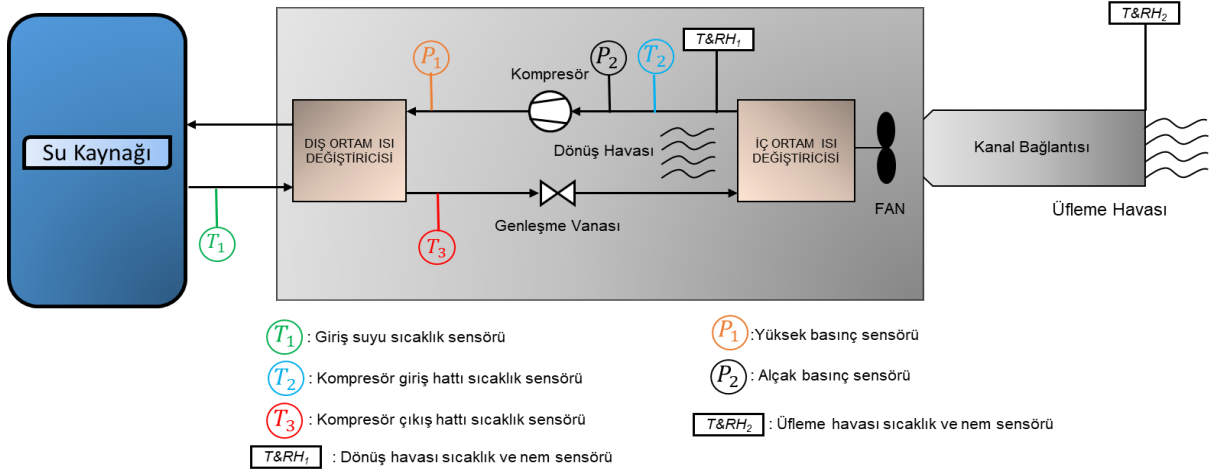 T&RH₂
T&RH₁
P₁
P₂
T₂
Kompresör
Su Kaynağı
DIŞ ORTAM ISI
DEĞİŞTİRİCİSİ
Dönüş Havası
İÇ ORTAM ISI
DEĞİŞTİRİCİSİ
Kanal Bağlantısı
FAN
Üfleme Havası
T₁
T₃
Genleşme Vanası
T₁ : Giriş suyu sıcaklık sensörü
T₂ : Kompresör giriş hattı sıcaklık sensörü
T₃ : Kompresör çıkış hattı sıcaklık sensörü
T&RH₁ : Dönüş havası sıcaklık ve nem sensörü
P₁ :Yüksek basınç sensörü
P₂ : Alçak basınç sensörü
T&RH₂ : Üfleme havası sıcaklık ve nem sensörü